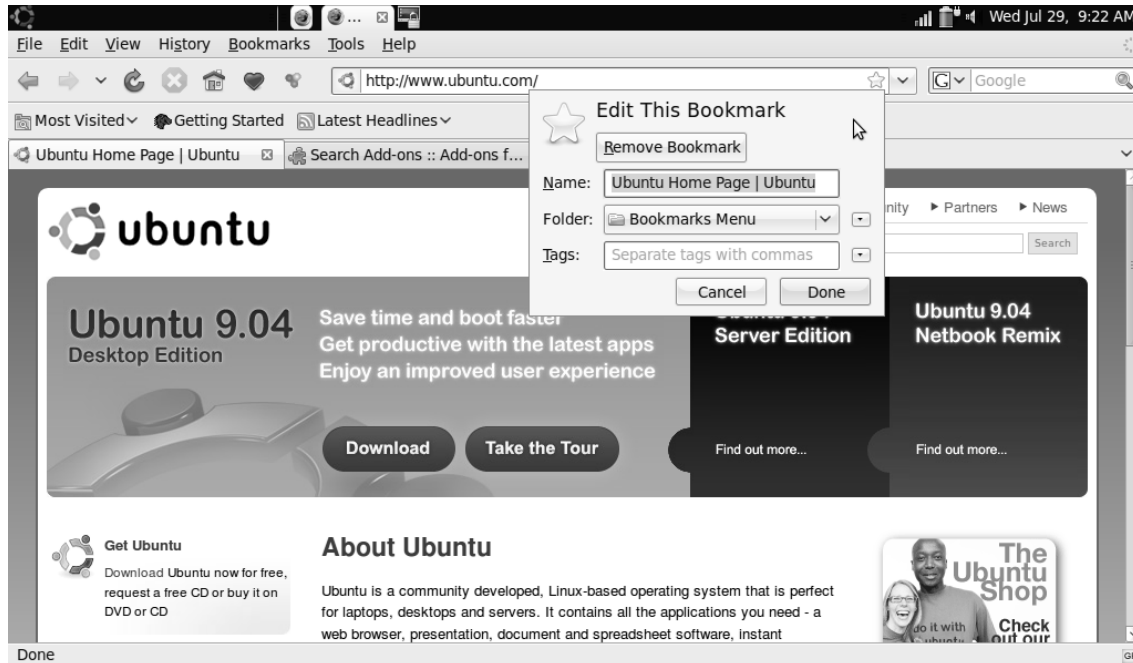 Wed Jul 29, 9:22 AM
File Edit View History Bookmarks Tools Help
http://www.ubuntu.com/
G Google
Most Visited Getting Started Latest Headlines
Ubuntu Home Page | Ubuntu Search Add-ons :: Add-ons f...
Edit This Bookmark
Remove Bookmark
Name: Ubuntu Home Page | Ubuntu
Folder: Bookmarks Menu
Tags: Separate tags with commas
Cancel Done
nity Partners News
Search
ubuntu
Ubuntu 9.04
Desktop Edition
Save time and boot faster
Get productive with the latest apps
Enjoy an improved user experience
Download Take the Tour
Server Edition
Find out more...
Ubuntu 9.04
Netbook Remix
Find out more...
Get Ubuntu
Download Ubuntu now for free,
request a free CD or buy it on
DVD or CD
About Ubuntu
Ubuntu is a community developed, Linux-based operating system that is perfect
for laptops, desktops and servers. It contains all the applications you need - a
web browser, presentation, document and spreadsheet software, instant
The
Ubuntu
Shop
do it with
ubuntu
Check
out our
Done